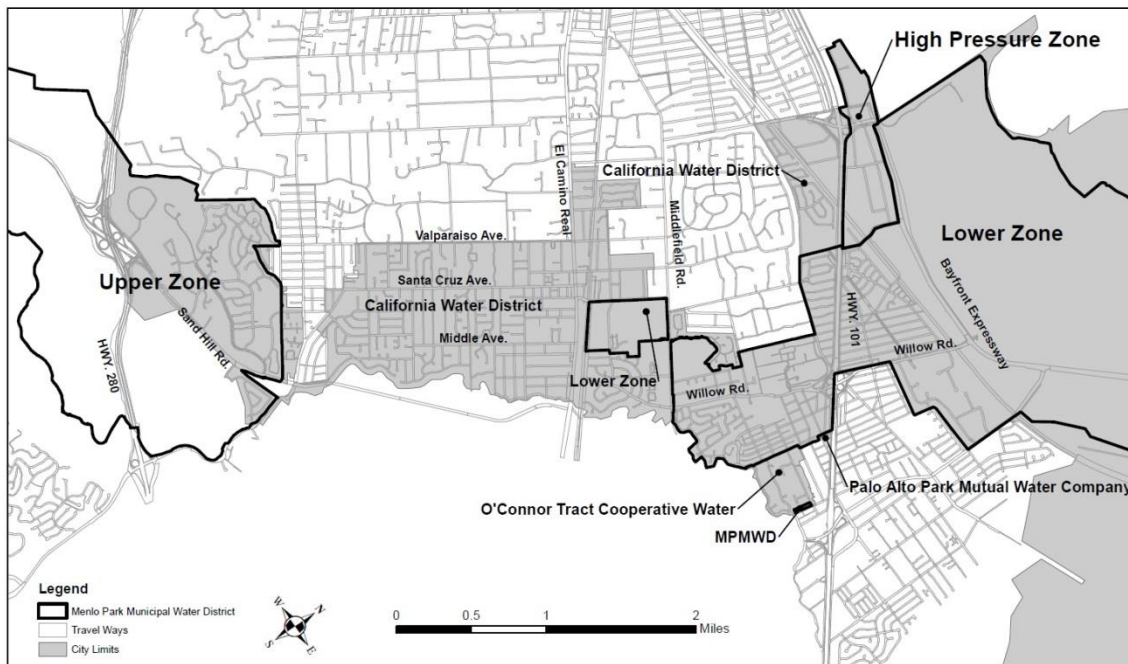 High Pressure Zone
California Water District
El Camino Real
Middlefield Rd.
Valparaiso Ave.
Lower Zone
Upper Zone
Santa Cruz Ave.
California Water District
HWY. 101
Bayfront Expressway
Sand Hill Rd.
Middle Ave.
Willow Rd.
HWY. 280
Lower Zone
Willow Rd.
Palo Alto Park Mutual Water Company
O'Connor Tract Cooperative Water
MPMWD
Legend
Menlo Park Municipal Water District
Travel Ways
City Limits
W
N
S
E
0 0.5 1 2
Miles